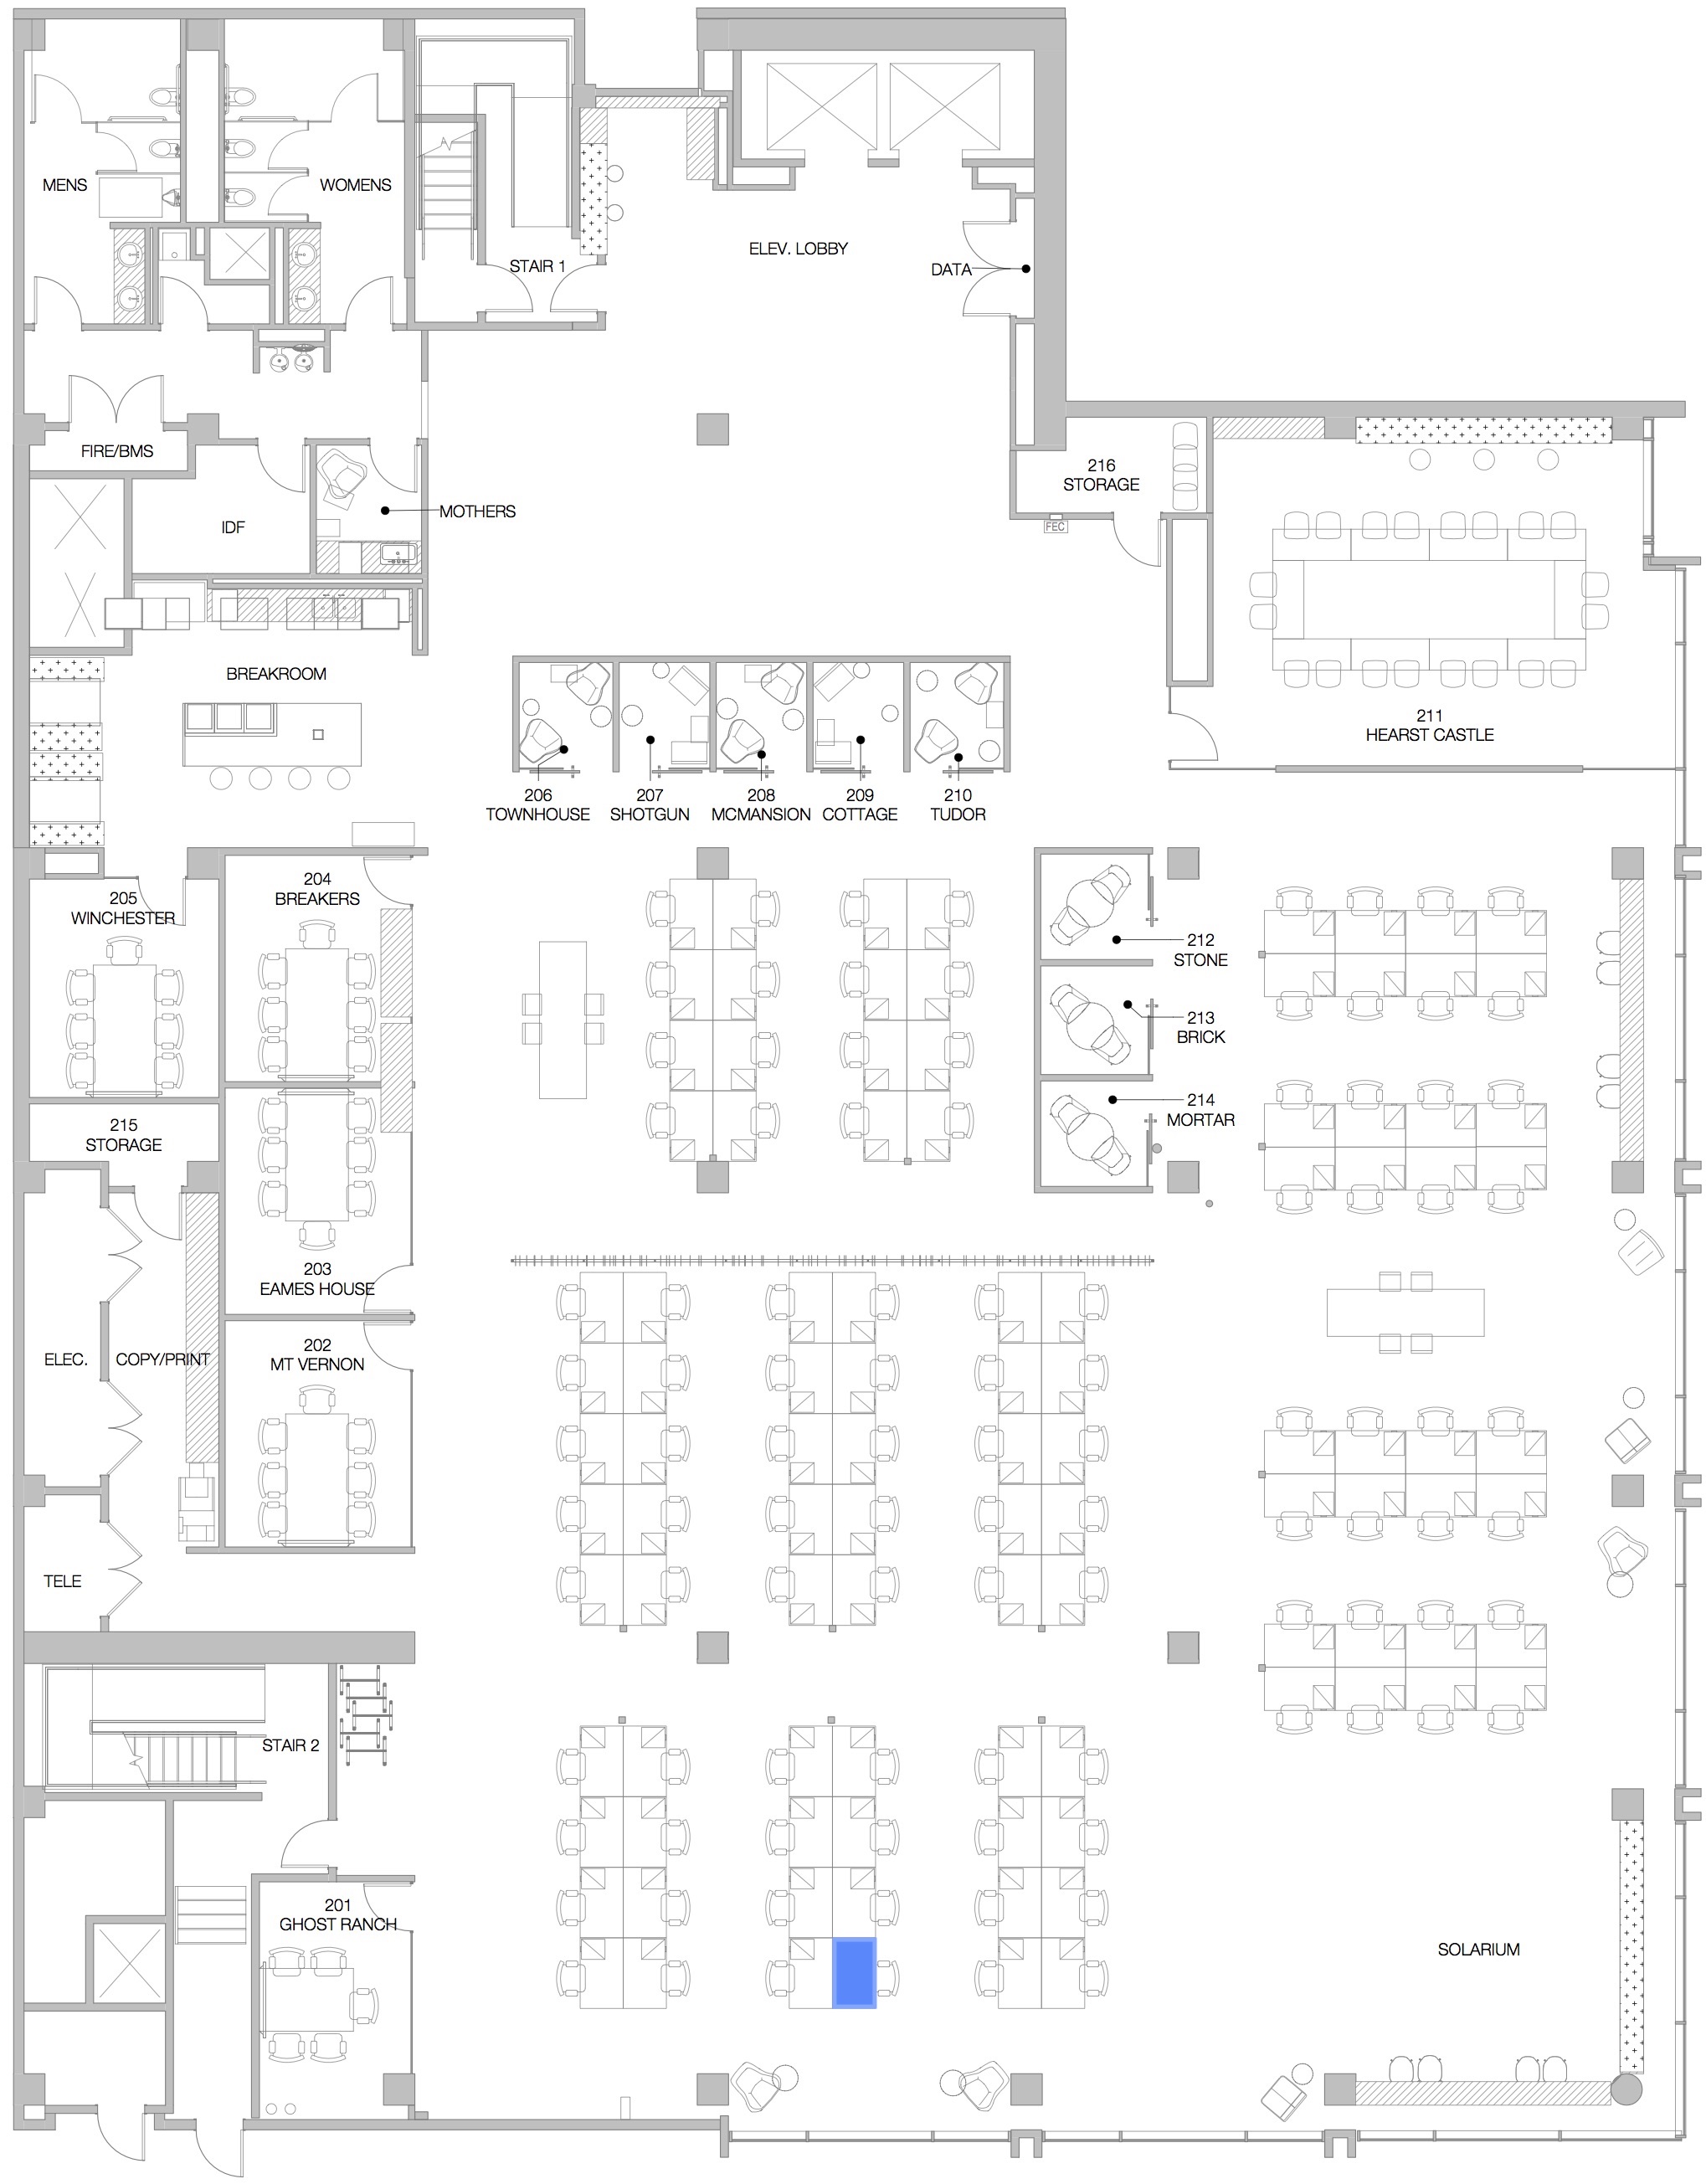 MENS
WOMENS
STAIR 1
ELEV. LOBBY
DATA
FIRE/BMS
IDF
MOTHERS
216
STORAGE
FEC
BREAKROOM
211
HEARST CASTLE
206
TOWNHOUSE
207
SHOTGUN
208
MCMANSION
209
COTTAGE
210
TUDOR
205
WINCHESTER
204
BREAKERS
212
STONE
213
BRICK
214
MORTAR
215
STORAGE
203
EAMES HOUSE
202
MT VERNON
ELEC.
COPY/PRINT
TELE
STAIR 2
201
GHOST RANCH
SOLARIUM